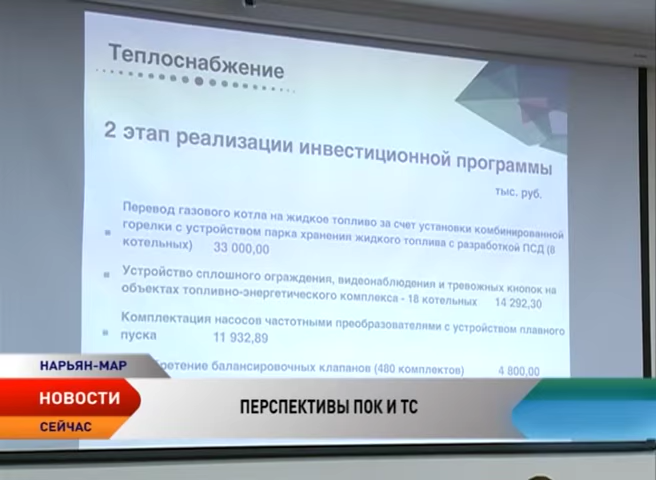 Теплоснабжение
2 этап реализации инвестиционной программы
тыс. руб.
Перевод газового котла на жидкое топливо за счет установки комбинированной
горелки с устройством парка хранения жидкого топлива с разработкой ПСД (8
котельных) 33 000,00
Устройство сплошного ограждения, видеонаблюдения и тревожных кнопок на
объектах топливно-энергетического комплекса - 18 котельных 14 292,30
Комплектация насосов частотными преобразователями с устройством плавного
пуска 11 932,89
балансировочных клапанов (480 комплектов) 4 800,00
НАРЬЯН-МАР
НОВОСТИ
СЕЙЧАС
ПЕРСПЕКТИВЫ ПОК И ТС